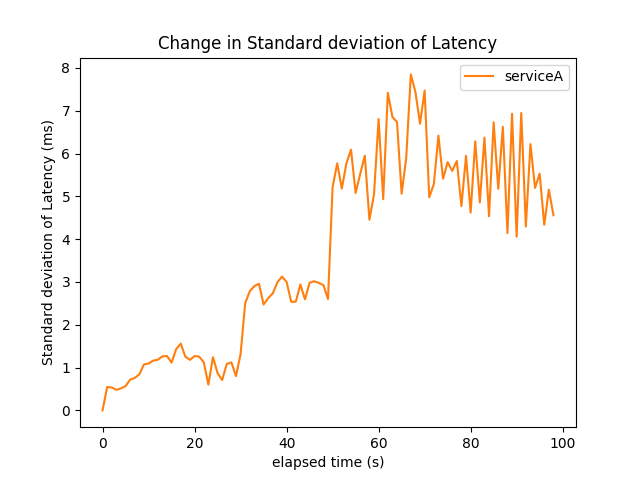 Change in Standard deviation of Latency
serviceA
Standard deviation of Latency (ms)
8
7
6
5
4
3
2
1
0
0 20 40 60 80 100
elapsed time (s)